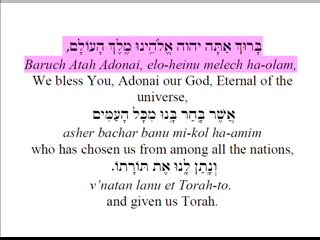 בָּרוּךְ אַתָּה יהוה אֱלֹהֵֽינוּ מֶֽלֶךְ הָעוֹלָם,
Baruch Atah Adonai, elo-heinu melech ha-olam,
We bless You, Adonai our God, Eternal of the
universe,
אֲשֶׁר בָּֽחַר בָּֽנוּ מִכָּל הָעַמִּים
asher bachar banu mi-kol ha-amim
who has chosen us from among all the nations,
וְנָֽתַן לָֽנוּ אֶת תּוֹרָתוֹ.
v’natan lanu et Torah-to.
and given us Torah.